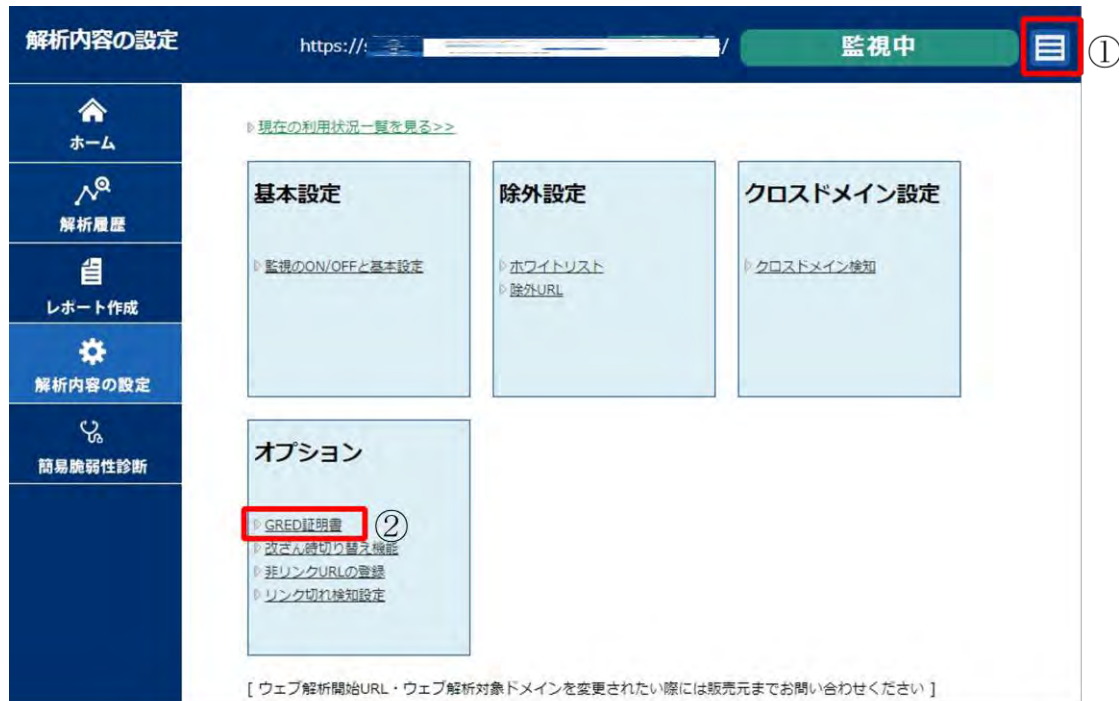 解析内容の設定
https://
/
監視中
①
ホーム
解析履歴
レポート作成
解析内容の設定
簡易脆弱性診断
現在の利用状況一覧を見る>>
基本設定
監視のON/OFFと基本設定
除外設定
ホワイトリスト
除外URL
クロスドメイン設定
クロスドメイン検知
オプション
GRED証明書 ②
改ざん時切り替え機能
非リンクURLの登録
リンク切れ検知設定
[ ウェブ解析開始URL・ウェブ解析対象ドメインを変更されたい際には販売元までお問い合わせください ]